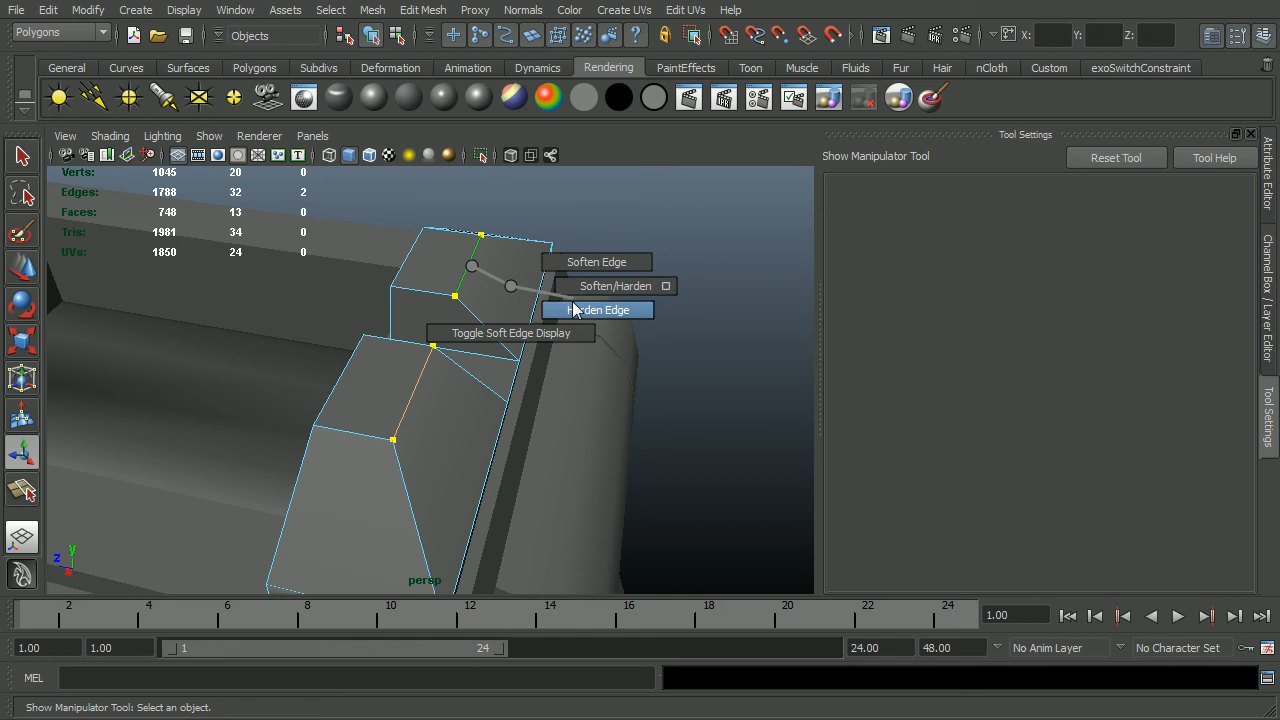 File Edit Modify Create Display Window Assets Select Mesh Edit Mesh Proxy Normals Color Create UVs Edit UVs Help
Polygons Objects X: Y: Z:
General Curves Surfaces Polygons Subdivs Deformation Animation Dynamics Rendering PaintEffects Toon Muscle Fluids Fur Hair nCloth Custom exoSwitchConstraint
View Shading Lighting Show Renderer Panels
Tool Settings
Show Manipulator Tool Reset Tool Tool Help
Verts: 1045 20 0
Edges: 1788 32 2
Faces: 748 13 0
Tris: 1981 34 0
UVs: 1850 24 0
Soften Edge
Soften/Harden
Harden Edge
Toggle Soft Edge Display
Attribute Editor
Channel Box / Layer Editor
Tool Settings
z y x
persp
2 4 6 8 10 12 14 16 18 20 22 24 1.00
1.00 1.00 1 24 24.00 48.00 No Anim Layer No Character Set
MEL
Show Manipulator Tool: Select an object.